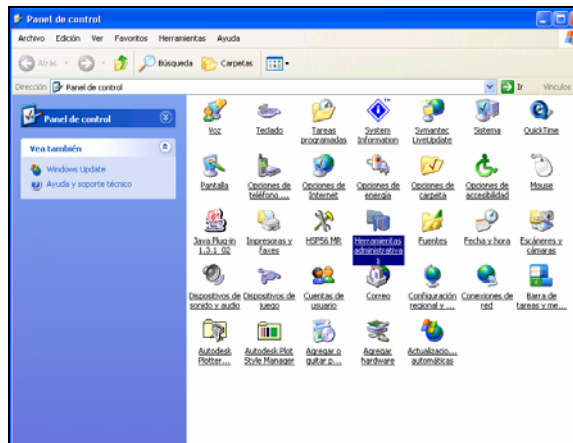 Panel de control
Archivo Edición Ver Favoritos Herramientas Ayuda
Atrás Búsqueda Carpetas
Dirección Panel de control Ir Vínculos
Panel de control
Vea también
Windows Update
Ayuda y soporte técnico
Voz
Teclado
Tareas
programadas
System
Information
Symantec
LiveUpdate
Sistema
QuickTime
Pantalla
Opciones de
teléfono ...
Opciones de
Internet
Opciones de
energía
Opciones de
carpeta
Opciones de
accesibilidad
Mouse
Java Plug-in
1.3.1_02
Impresoras y
faxes
HSP56 MR
Herramientas
administrativa
s
Fuentes
Fecha y hora
Escáneres y
cámaras
Dispositivos de
sonido y audio
Dispositivos de
juego
Cuentas de
usuario
Correo
Configuración
regional y ...
Conexiones de
red
Barra de
tareas y me...
Autodesk
Plotter...
Autodesk Plot
Style Manager
Agregar o
quitar p...
Agregar
hardware
Actualizacio...
automáticas